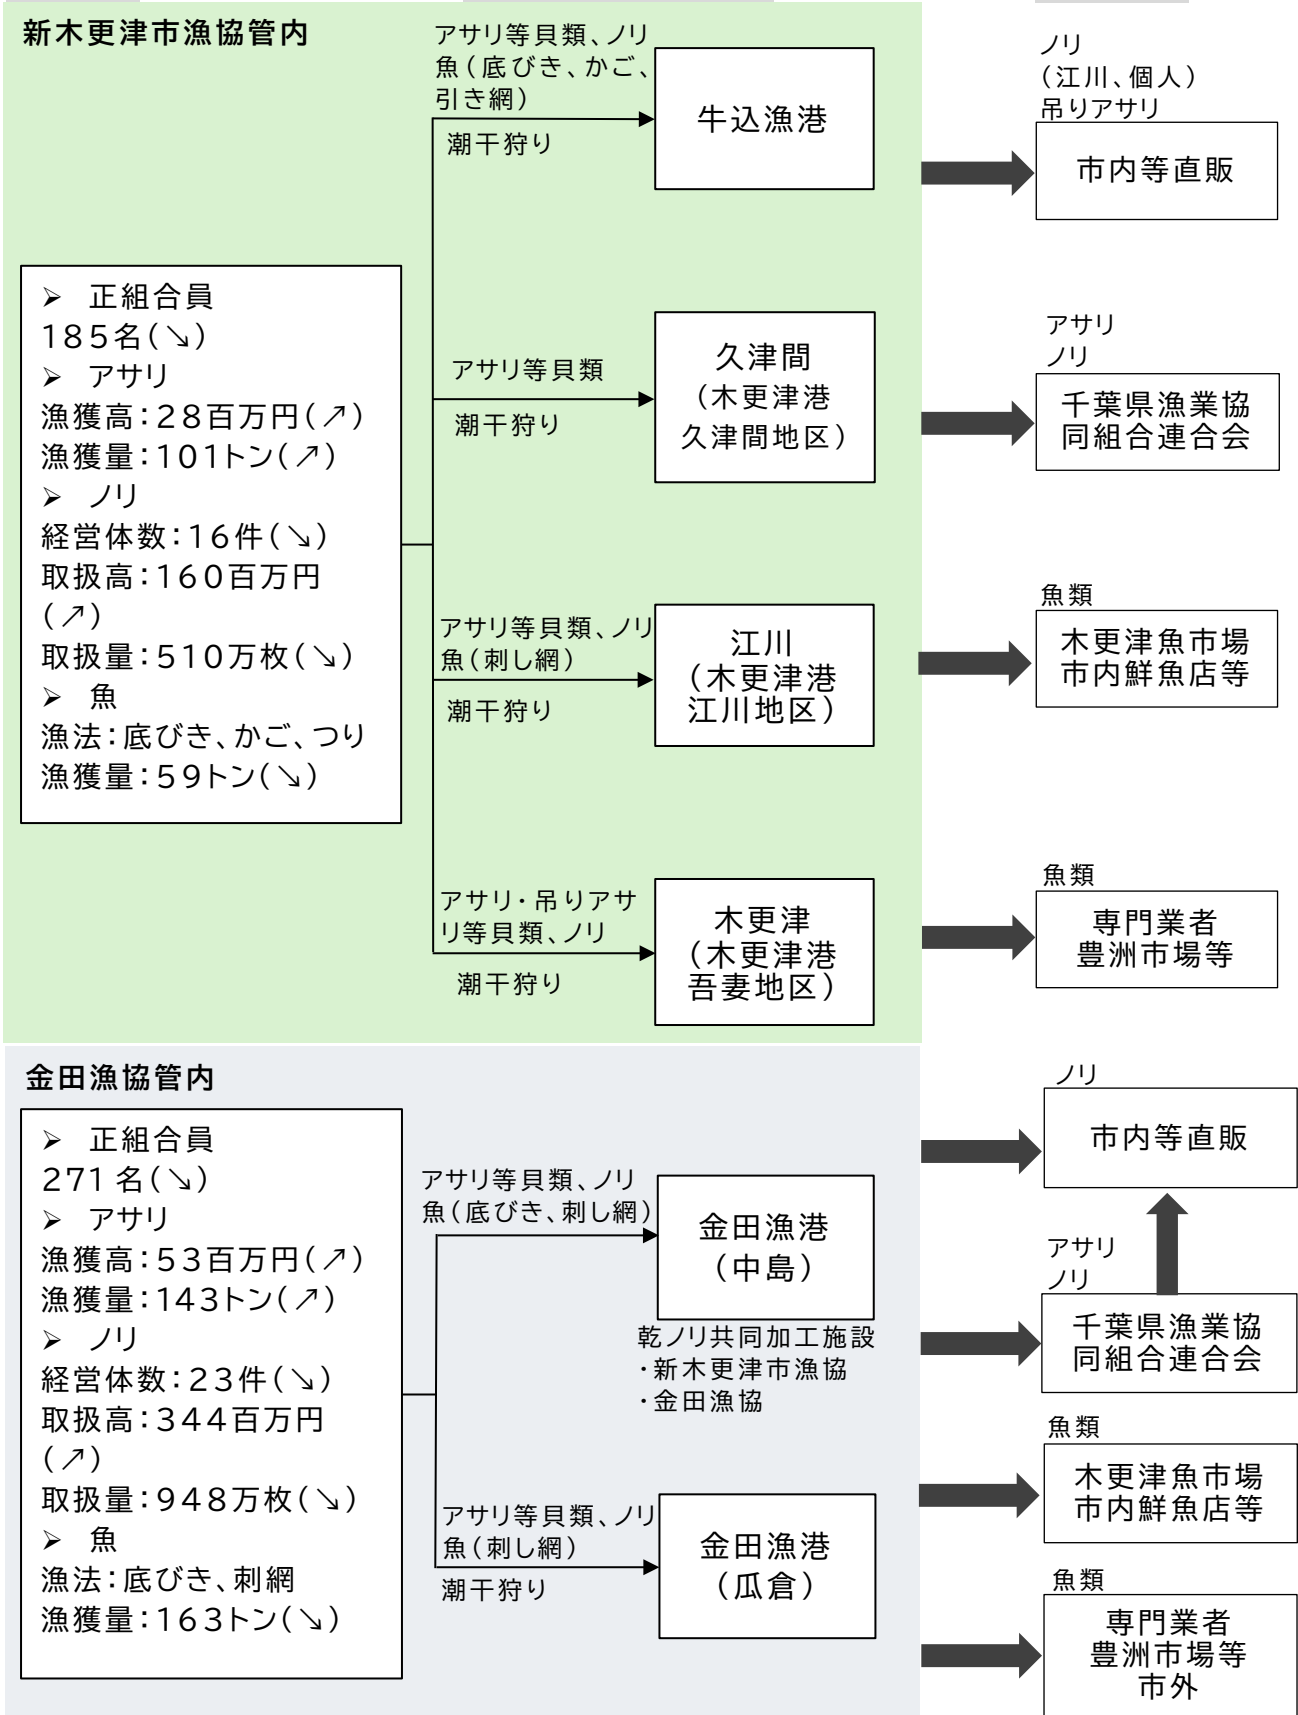 新木更津市漁協管内
➢ 正組合員
185名(↘)
➢ アサリ
漁獲高:28百万円(↗)
漁獲量:101トン(↗)
➢ ノリ
経営体数:16件(↘)
取扱高:160百万円
(↗)
取扱量:510万枚(↘)
➢ 魚
漁法:底びき、かご、つり
漁獲量:59トン(↘)
アサリ等貝類、ノリ
魚(底びき、かご、
引き網)
潮干狩り
牛込漁港
アサリ等貝類
潮干狩り
久津間
(木更津港
久津間地区)
アサリ等貝類、ノリ
魚(刺し網)
潮干狩り
江川
(木更津港
江川地区)
アサリ・吊りアサ
リ等貝類、ノリ
潮干狩り
木更津
(木更津港
吾妻地区)
ノリ
(江川、個人)
吊りアサリ
市内等直販
アサリ
ノリ
千葉県漁業協
同組合連合会
魚類
木更津魚市場
市内鮮魚店等
魚類
専門業者
豊洲市場等
金田漁協管内
➢ 正組合員
271名(↘)
➢ アサリ
漁獲高:53百万円(↗)
漁獲量:143トン(↗)
➢ ノリ
経営体数:23件(↘)
取扱高:344百万円
(↗)
取扱量:948万枚(↘)
➢ 魚
漁法:底びき、刺網
漁獲量:163トン(↘)
アサリ等貝類、ノリ
魚(底びき、刺し網)
金田漁港
(中島)
乾ノリ共同加工施設
・新木更津市漁協
・金田漁協
アサリ等貝類、ノリ
魚(刺し網)
潮干狩り
金田漁港
(瓜倉)
ノリ
市内等直販
アサリ
ノリ
千葉県漁業協
同組合連合会
魚類
木更津魚市場
市内鮮魚店等
魚類
専門業者
豊洲市場等
市外